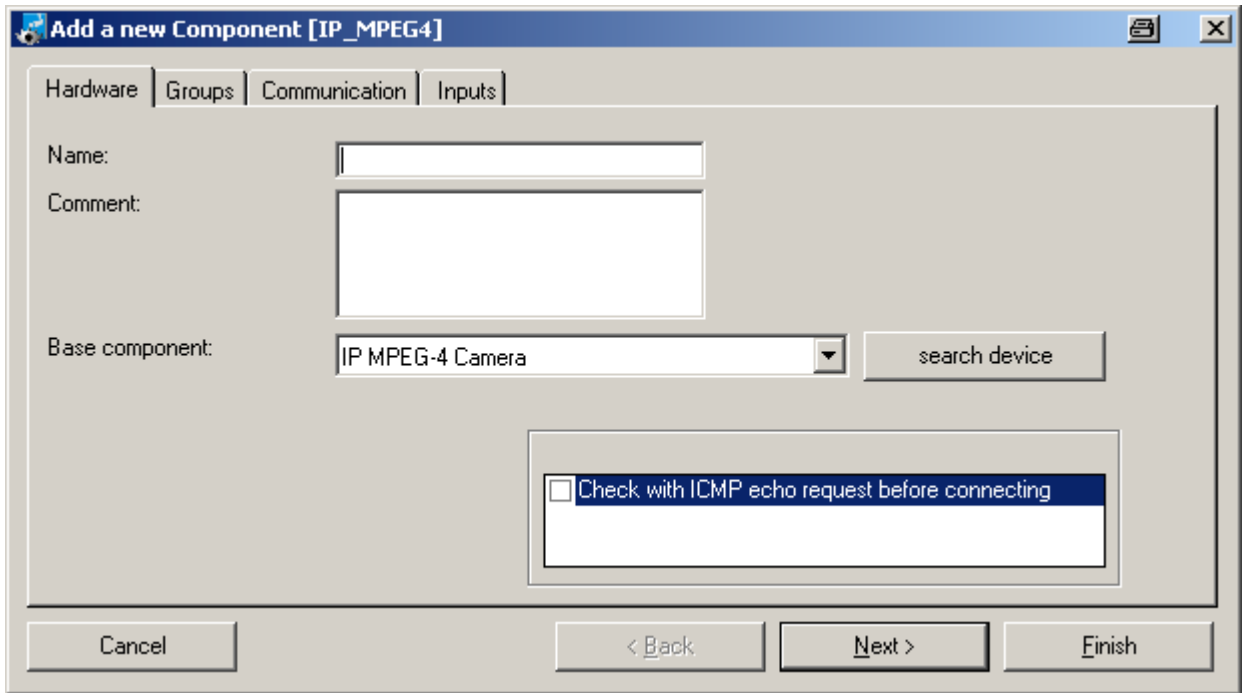 Add a new Component [IP_MPEG4]
Hardware Groups Communication Inputs
Name:
Comment:
Base component: IP MPEG-4 Camera search device
Check with ICMP echo request before connecting
Cancel < Back Next > Finish